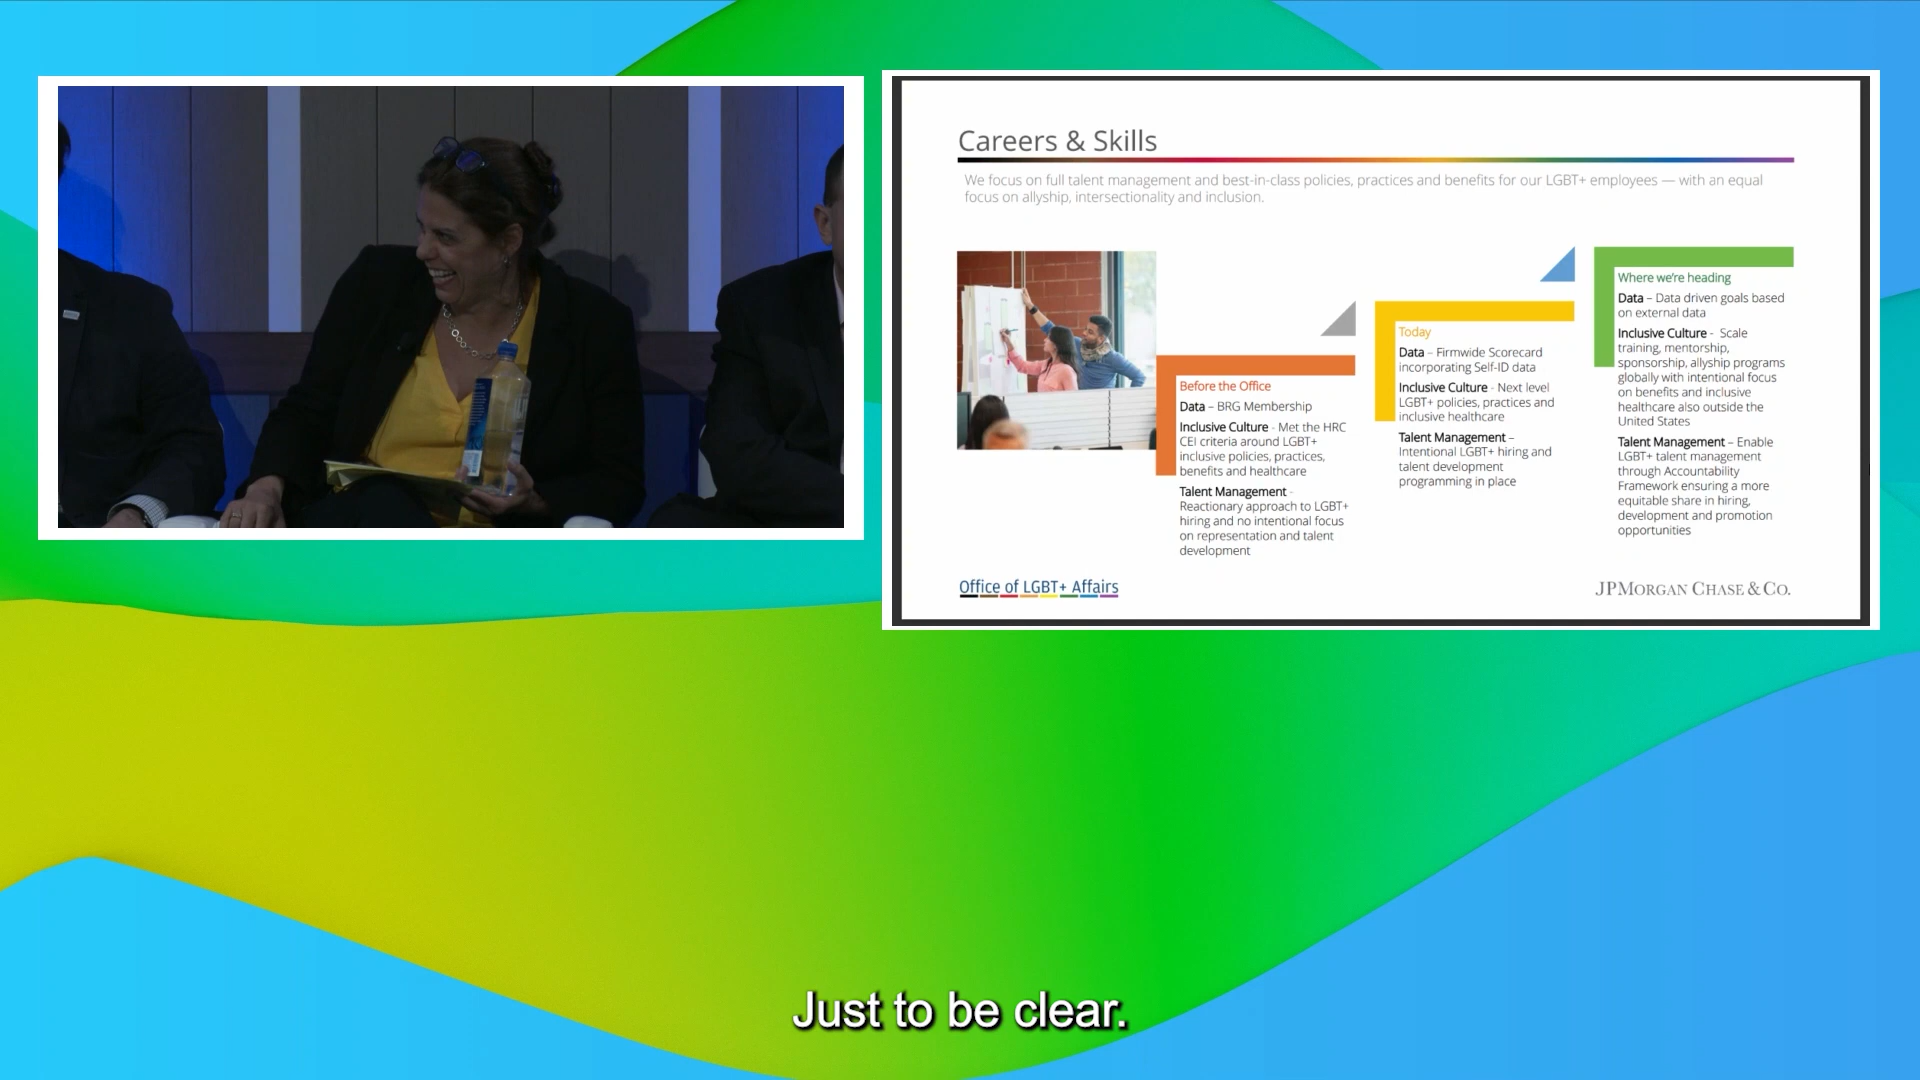 Careers & Skills
We focus on full talent management and best-in-class policies, practices and benefits for our LGBT+ employees — with an equal
focus on allyship, intersectionality and inclusion.
Before the Office
Data – BRG Membership
Inclusive Culture - Met the HRC
CEI criteria around LGBT+
inclusive policies, practices,
benefits and healthcare
Talent Management -
Reactionary approach to LGBT+
hiring and no intentional focus
on representation and talent
development
Today
Data – Firmwide Scorecard
incorporating Self-ID data
Inclusive Culture - Next level
LGBT+ policies, practices and
inclusive healthcare
Talent Management –
Intentional LGBT+ hiring and
talent development
programming in place
Where we're heading
Data – Data driven goals based
on external data
Inclusive Culture - Scale
training, mentorship,
sponsorship, allyship programs
globally with intentional focus
on benefits and inclusive
healthcare also outside the
United States
Talent Management – Enable
LGBT+ talent management
through Accountability
Framework ensuring a more
equitable share in hiring,
development and promotion
opportunities
Office of LGBT+ Affairs
JPMORGAN CHASE & CO.
Just to be clear.